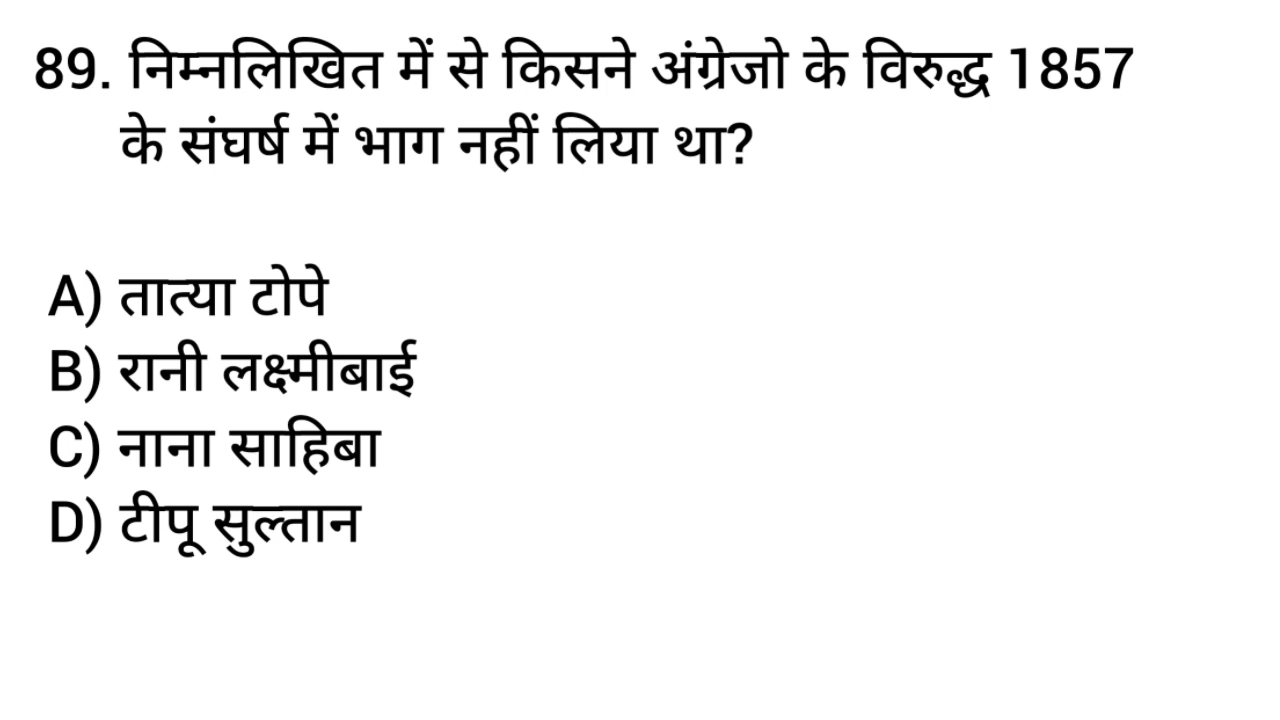 89. निम्नलिखित में से किसने अंग्रेजो के विरुद्ध 1857
के संघर्ष में भाग नहीं लिया था?
A) तात्या टोपे
B) रानी लक्ष्मीबाई
C) नाना साहिबा
D) टीपू सुल्तान